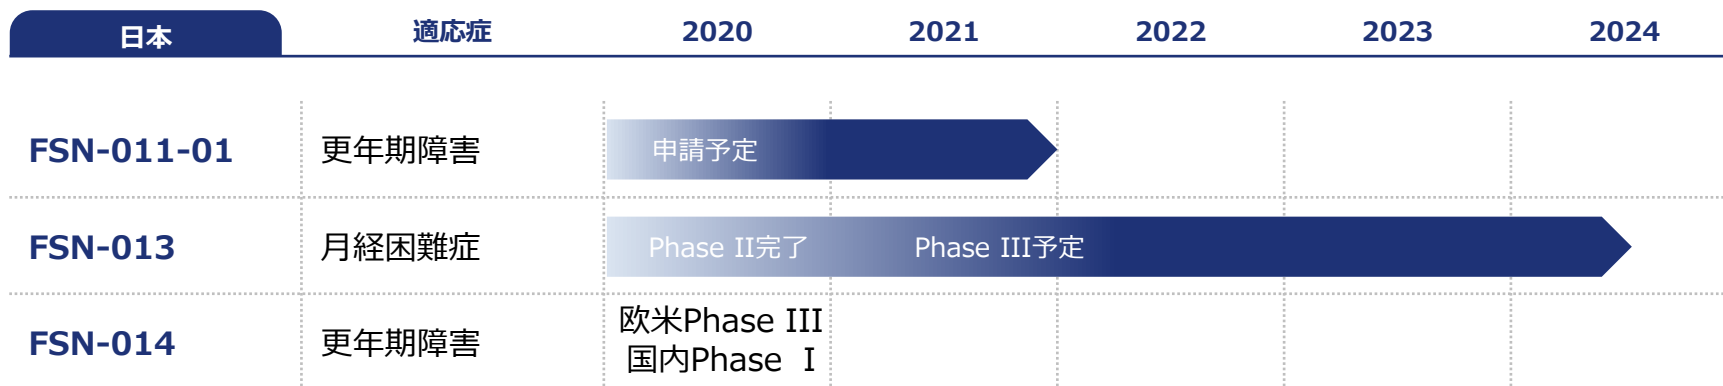 日本 適応症 2020 2021 2022 2023 2024
FSN-011-01 更年期障害 申請予定
FSN-013 月経困難症 Phase II完了 Phase III予定
FSN-014 更年期障害 欧米Phase III
国内Phase I